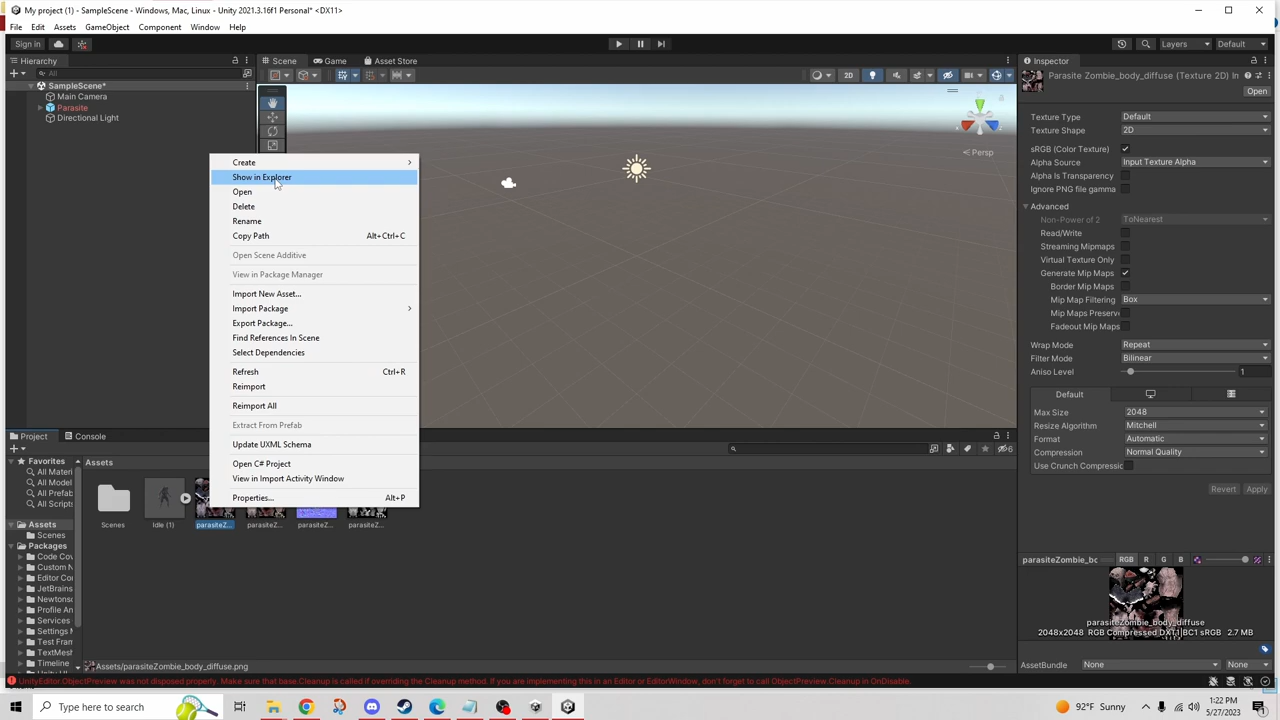 My project (1) - SampleScene - Windows, Mac, Linux - Unity 2021.3.16f1 Personal* <DX11>
File Edit Assets GameObject Component Window Help
Sign in
Layers Default
Hierarchy
All
SampleScene*
Main Camera
Parasite
Directional Light
Scene Game Asset Store
2D
Persp
Create
Show in Explorer
Open
Delete
Rename
Copy Path Alt+Ctrl+C
Open Scene Additive
View in Package Manager
Import New Asset...
Import Package
Export Package...
Find References In Scene
Select Dependencies
Refresh Ctrl+R
Reimport
Reimport All
Extract From Prefab
Update UXML Schema
Open C# Project
View in Import Activity Window
Properties... Alt+P
Inspector
Parasite Zombie_body_diffuse (Texture 2D) In
Open
Texture Type Default
Texture Shape 2D
sRGB (Color Texture)
Alpha Source Input Texture Alpha
Alpha Is Transparency
Ignore PNG file gamma
Advanced
Non-Power of 2 ToNearest
Read/Write
Streaming Mipmaps
Virtual Texture Only
Generate Mip Maps
Border Mip Maps
Mip Map Filtering Box
Mip Maps Preserv
Fadeout Mip Maps
Wrap Mode Repeat
Filter Mode Bilinear
Aniso Level 1
Default
Max Size 2048
Resize Algorithm Mitchell
Format Automatic
Compression Normal Quality
Use Crunch Compressic
Revert Apply
parasiteZombie_bc RGB R G B
parasiteZombie_body_diffuse
2048x2048 RGB Compressed DXT1|BC1 sRGB 2.7 MB
AssetBundle None None
Project Console
6
Favorites
All Materi
All Model
All Prefab
All Scripts
Assets
Scenes
Packages
Code Cov
Custom N
Editor Co
JetBrains
Newtons
Profile An
Services
Settings M
Test Fram
TextMesh
Timeline
Assets
Scenes Idle (1) parasiteZ... parasiteZ... parasiteZ... parasiteZ...
Assets/parasiteZombie_body_diffuse.png
UnityEditor.ObjectPreview was not disposed properly. Make sure that base.Cleanup is called if overriding the Cleanup method. If you are implementing this in an Editor or EditorWindow, don't forget to call ObjectPreview.Cleanup in OnDisable.
Type here to search
92°F Sunny
1:22 PM
5/27/2023